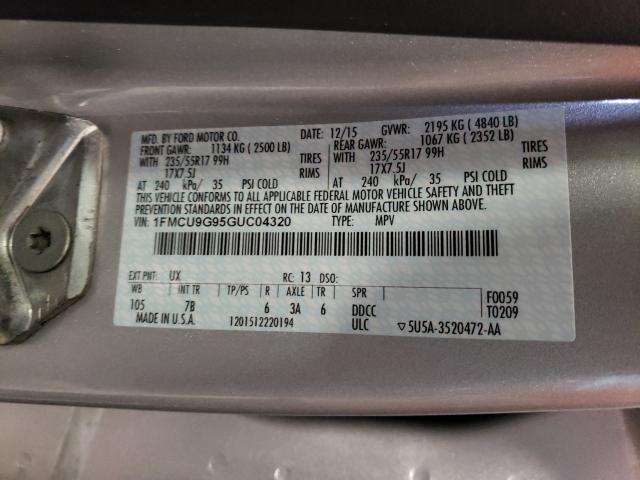 MFD. BY FORD MOTOR CO. DATE: 12/15 GVWR: 2195 KG ( 4840 LB)
FRONT GAWR: 1134 KG ( 2500 LB) REAR GAWR: 1067 KG ( 2352 LB)
WITH 235/55R17 99H TIRES WITH 235/55R17 99H TIRES
17X7.5J RIMS 17X7.5J RIMS
AT 240 kPa/ 35 PSI COLD AT 240 kPa/ 35 PSI COLD
THIS VEHICLE CONFORMS TO ALL APPLICABLE FEDERAL MOTOR VEHICLE SAFETY AND THEFT
PREVENTION STANDARDS IN EFFECT ON THE DATE OF MANUFACTURE SHOWN ABOVE.
VIN: 1FMCU9G95GUC04320 TYPE: MPV
EXT PNT: UX RC: 13 DSO:
WB INT TR TP/PS R AXLE TR SPR F0059
105 7B 6 3A 6 DDCC T0209
MADE IN U.S.A. 1201512220194 ULC 5U5A-3520472-AA